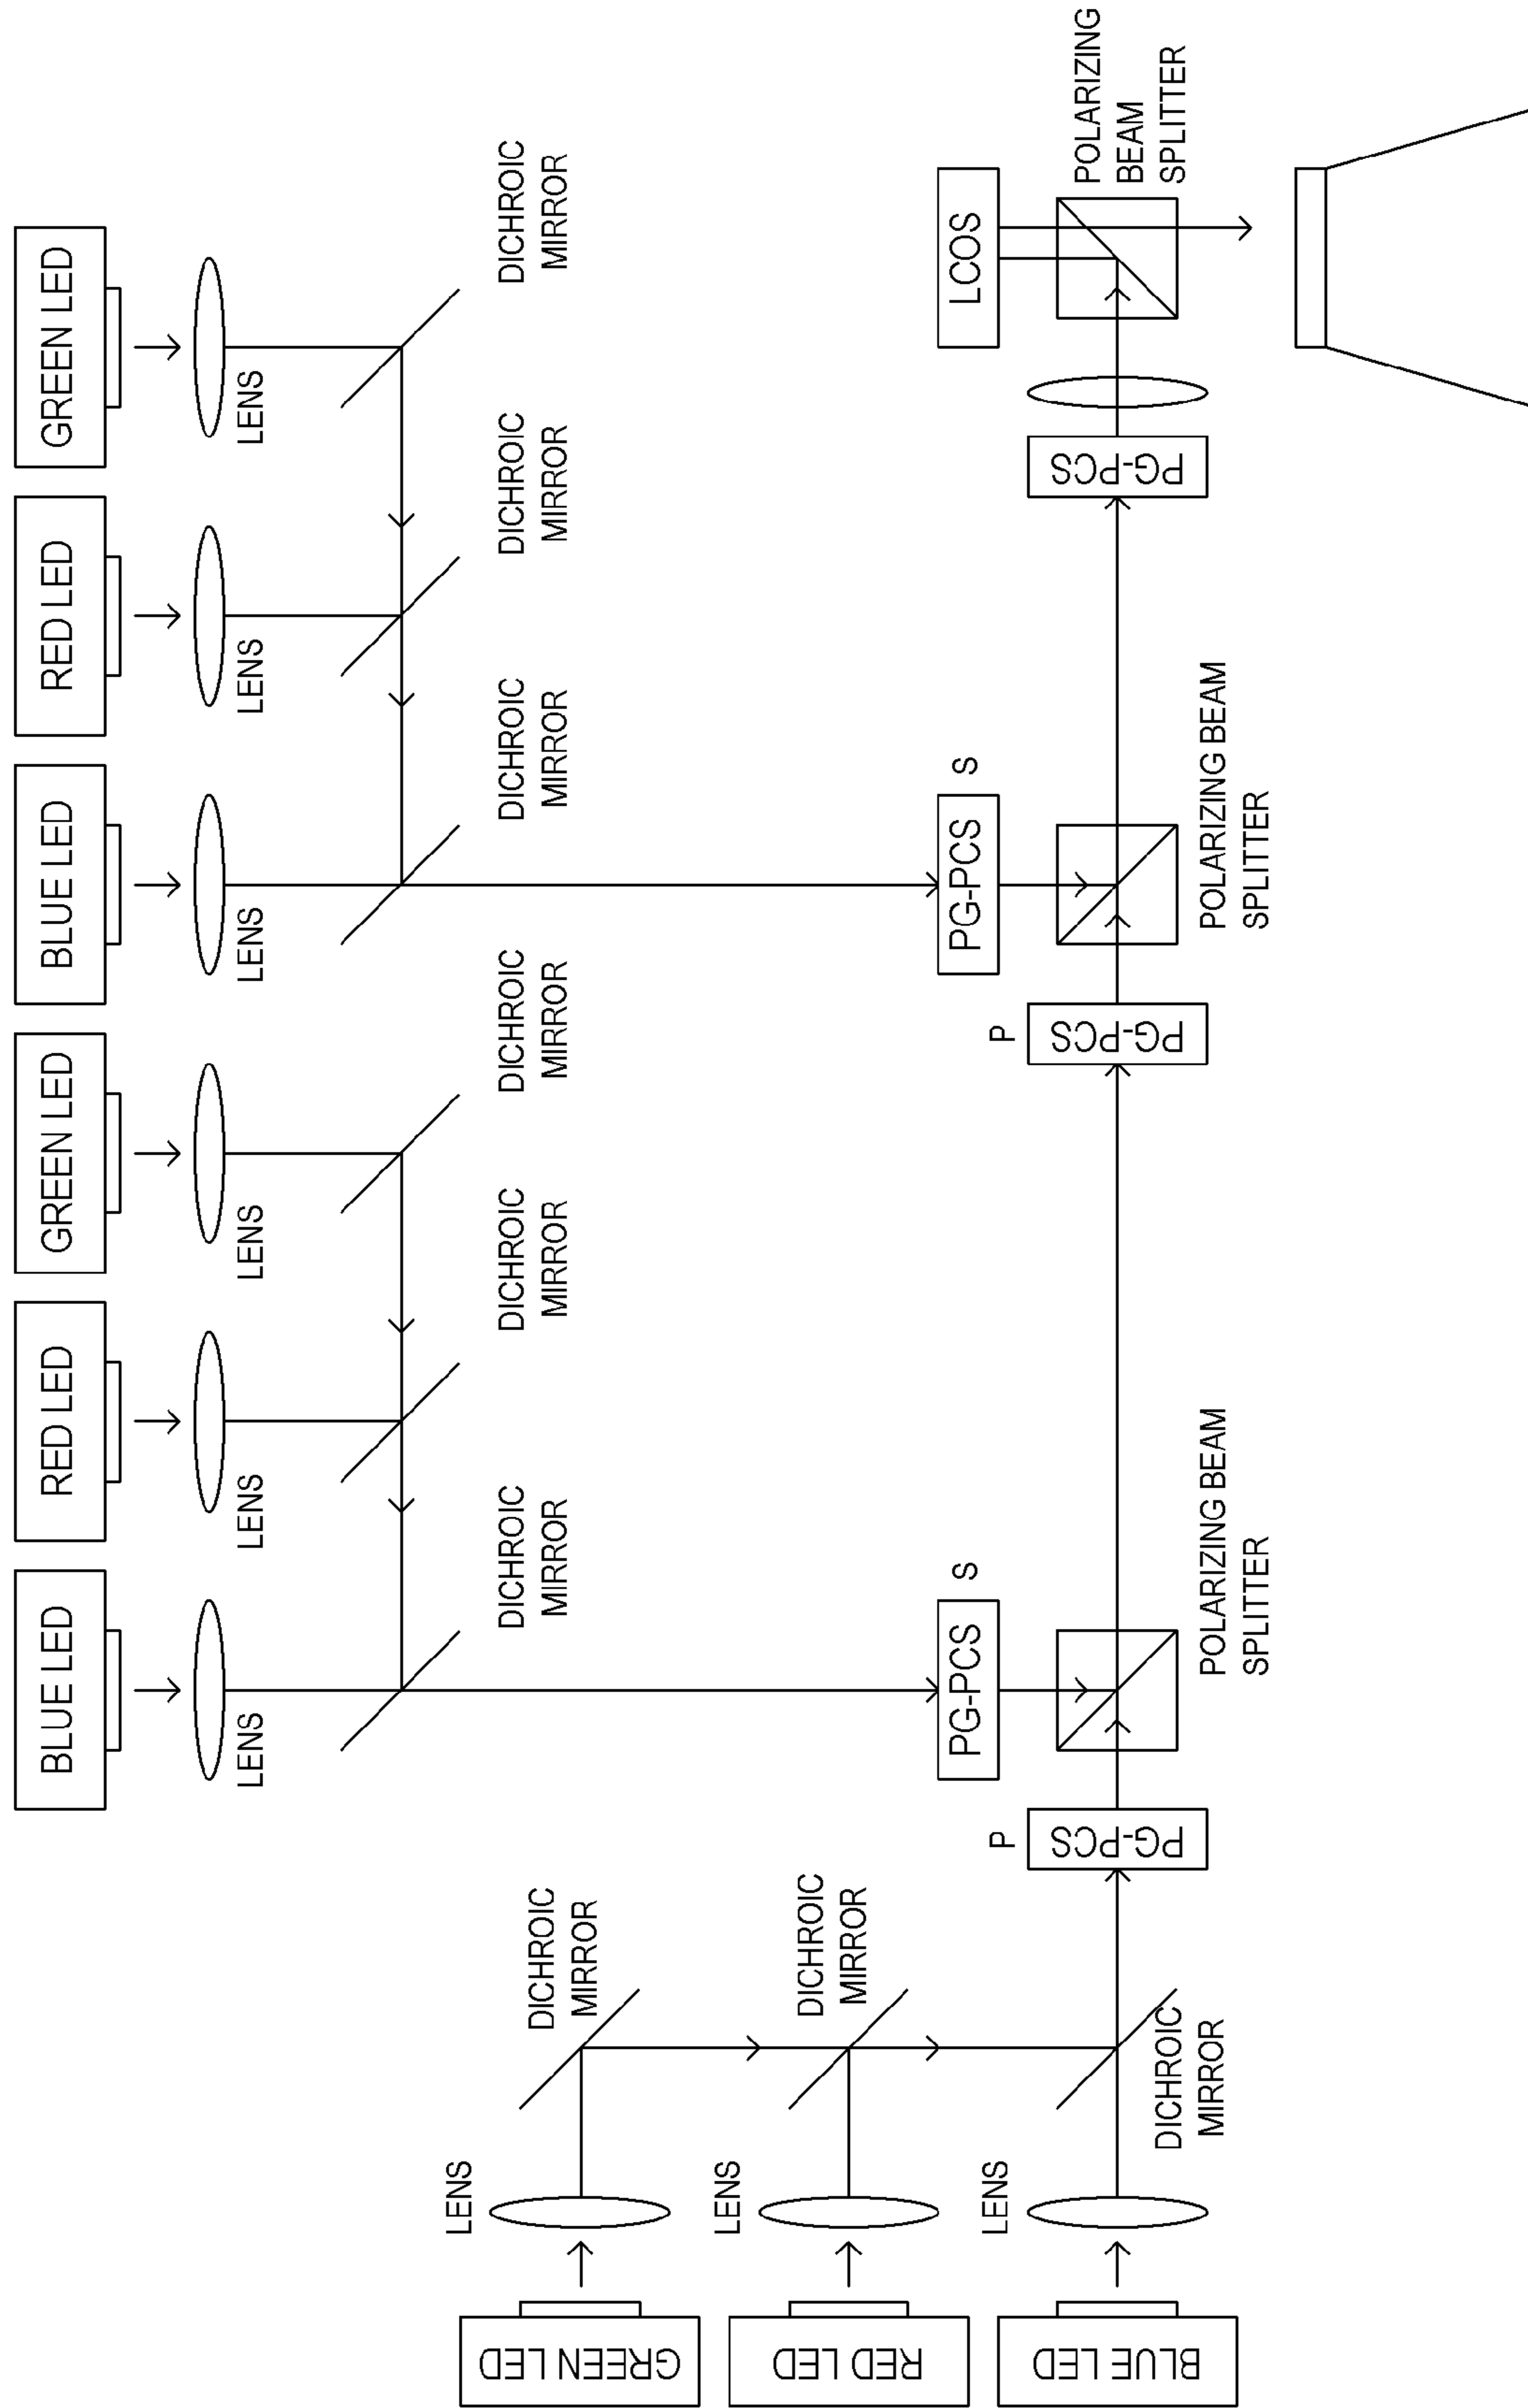 GREEN LED
RED LED
BLUE LED
GREEN LED
RED LED
BLUE LED
LENS
LENS
LENS
LENS
LENS
LENS
DICHROIC
MIRROR
DICHROIC
MIRROR
DICHROIC
MIRROR
DICHROIC
MIRROR
DICHROIC
MIRROR
DICHROIC
MIRROR
GREEN LED
RED LED
BLUE LED
LENS
LENS
LENS
DICHROIC
MIRROR
DICHROIC
MIRROR
DICHROIC
MIRROR
P
PG-PCS
S
PG-PCS
POLARIZING BEAM
SPLITTER
P
PG-PCS
S
PG-PCS
POLARIZING BEAM
SPLITTER
PG-PCS
LCOS
POLARIZING
BEAM
SPLITTER